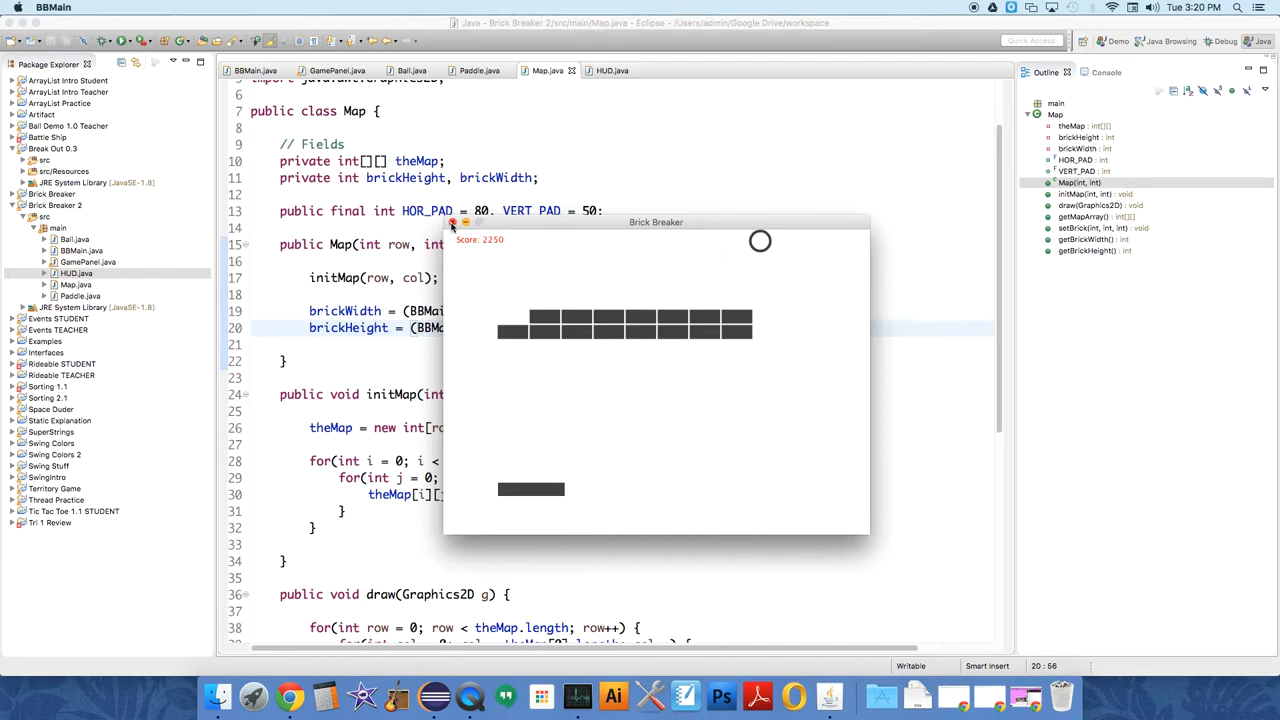 BBMain
Tue 3:20 PM
Java - Brick Breaker 2/src/main/Map.java - Eclipse - /Users/admin/Google Drive/workspace
Quick Access
Demo
Java Browsing
Debug
Java
Package Explorer
ArrayList Intro Student
ArrayList Intro Teacher
ArrayList Practice
Artifact
Ball Demo 1.0 Teacher
Battle Ship
Break Out 0.3
src
src/Resources
JRE System Library [JavaSE-1.8]
Brick Breaker
Brick Breaker 2
src
main
Ball.java
BBMain.java
GamePanel.java
HUD.java
Map.java
Paddle.java
JRE System Library [JavaSE-1.8]
Events STUDENT
Events TEACHER
Examples
Interfaces
Rideable STUDENT
Rideable TEACHER
Sorting 1.1
Sorting 2.1
Space Duder
Static Explanation
SuperStrings
Swing Colors
Swing Colors 2
Swing Stuff
SwingIntro
Territory Game
Thread Practice
Tic Tac Toe 1.1 STUDENT
Tri 1 Review
BBMain.java
GamePanel.java
Ball.java
Paddle.java
Map.java
HUD.java
6
7 public class Map {
8
9 // Fields
10 private int[][] theMap;
11 private int brickHeight, brickWidth;
12
13 public final int HOR_PAD = 80, VERT_PAD = 50;
15 public Map(int row, int
16
17 initMap(row, col);
18
19 brickWidth = (BBMai
20 brickHeight = (BBMa
21
22 }
23
24 public void initMap(int
25
26 theMap = new int[ro
27
28 for(int i = 0; i <
29 for(int j = 0;
30 theMap[i][j
31 }
32 }
33
34 }
35
36 public void draw(Graphics2D g) {
37
38 for(int row = 0; row < theMap.length; row++) {
Brick Breaker
Score: 2250
Outline
Console
main
Map
theMap : int[][]
brickHeight : int
brickWidth : int
HOR_PAD : int
VERT_PAD : int
Map(int, int)
initMap(int, int) : void
draw(Graphics2D) : void
getMapArray() : int[][]
setBrick(int, int, int) : void
getBrickWidth() : int
getBrickHeight() : int
Writable
Smart Insert
20 : 56
Ai
Ps